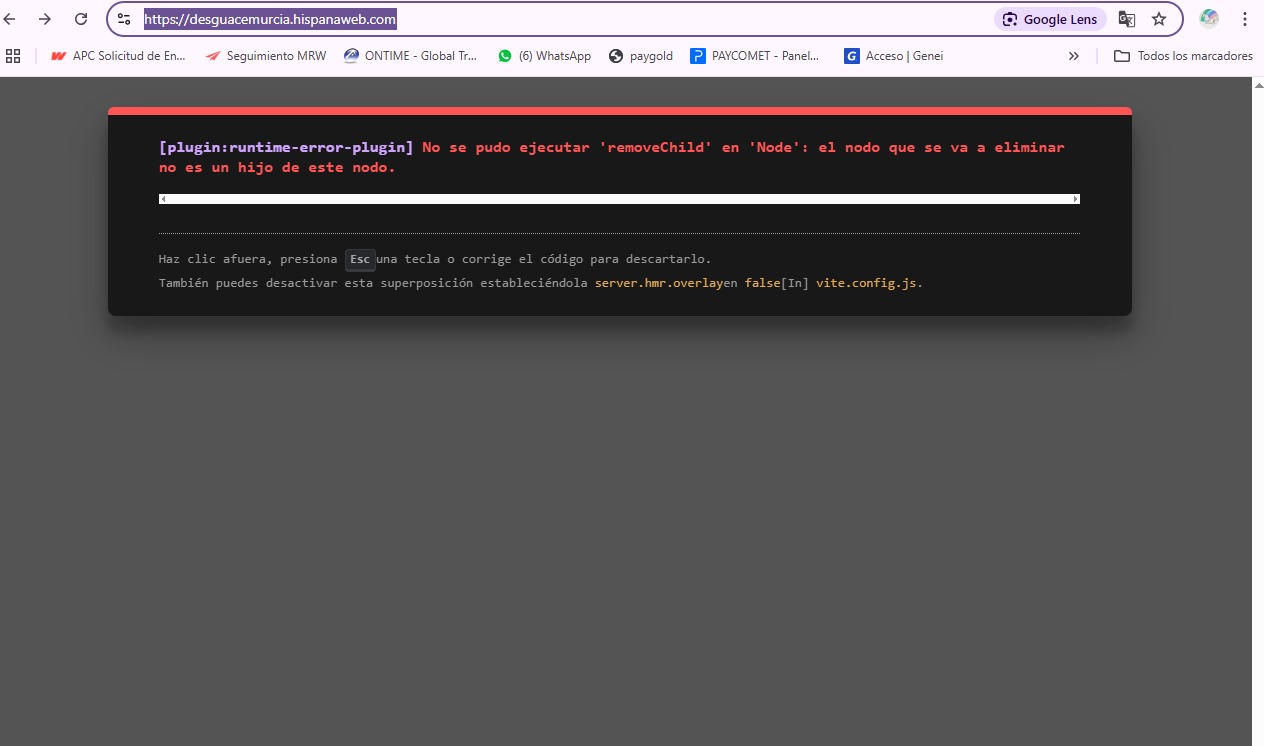 https://desguacemurcia.hispanaweb.com
Google Lens
APC Solicitud de En...
Seguimiento MRW
ONTIME - Global Tr...
(6) WhatsApp
paygold
PAYCOMET - Panel...
Acceso | Genei
»
Todos los marcadores
[plugin:runtime-error-plugin] No se pudo ejecutar 'removeChild' en 'Node': el nodo que se va a eliminar
no es un hijo de este nodo.
Haz clic afuera, presiona Esc una tecla o corrige el código para descartarlo.
También puedes desactivar esta superposición estableciéndola server.hmr.overlayen false[In] vite.config.js.